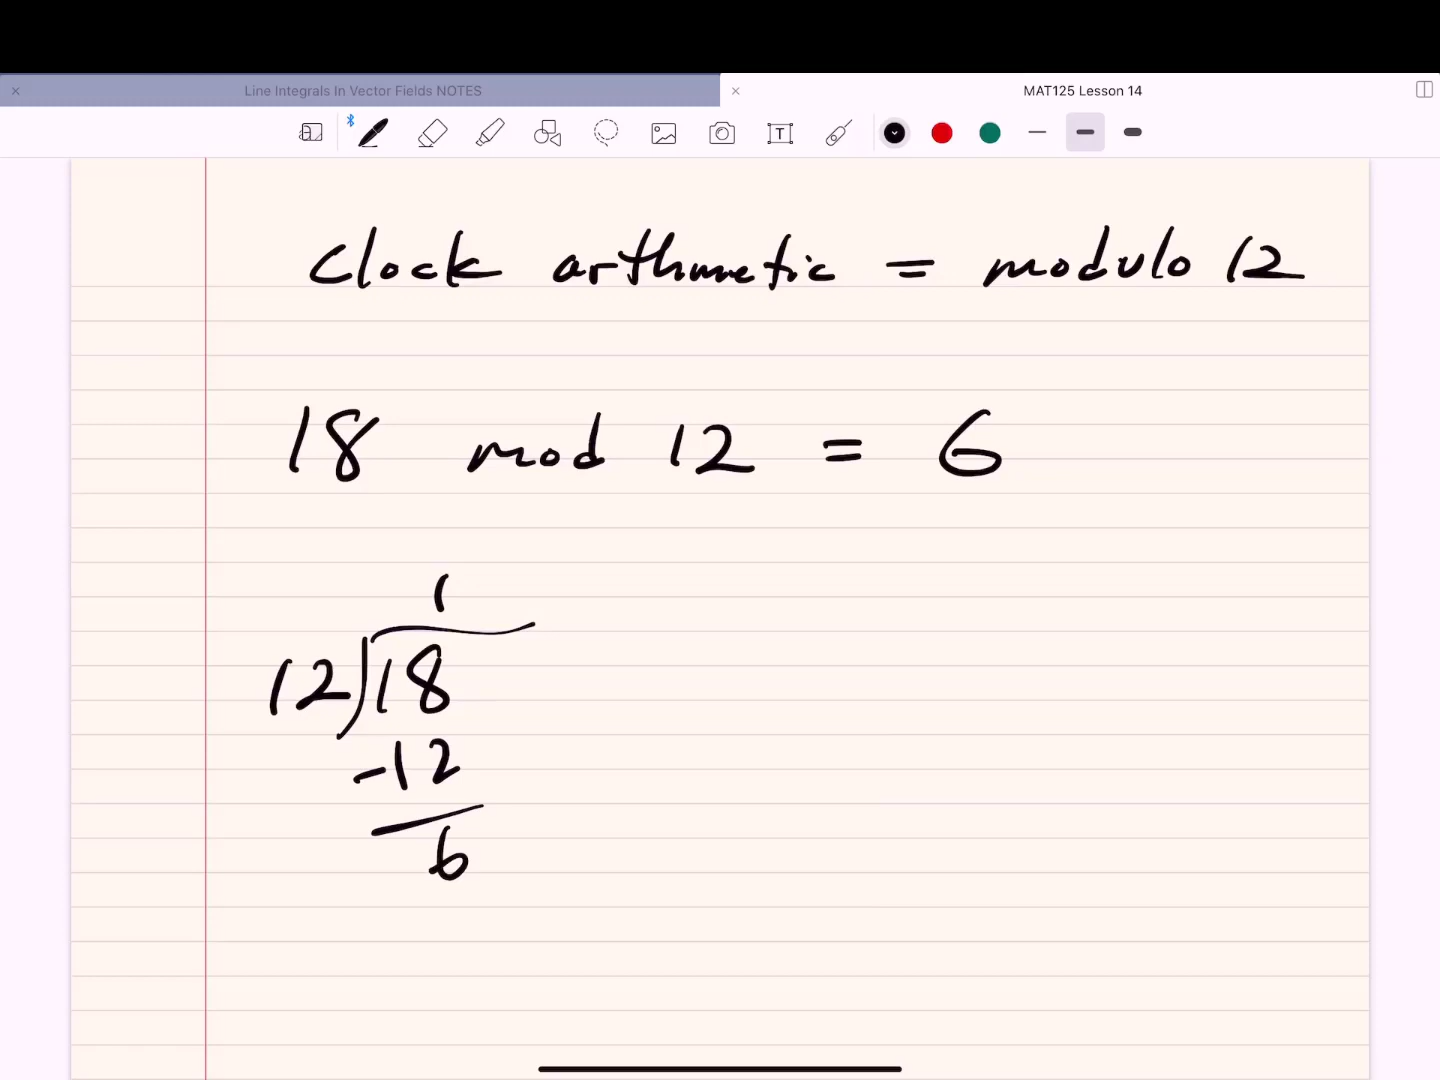 Line Integrals In Vector Fields NOTES
MAT125 Lesson 14
T
Clock arthmetic = modulo 12
18 mod 12 = 6
1
12)18
-12
6